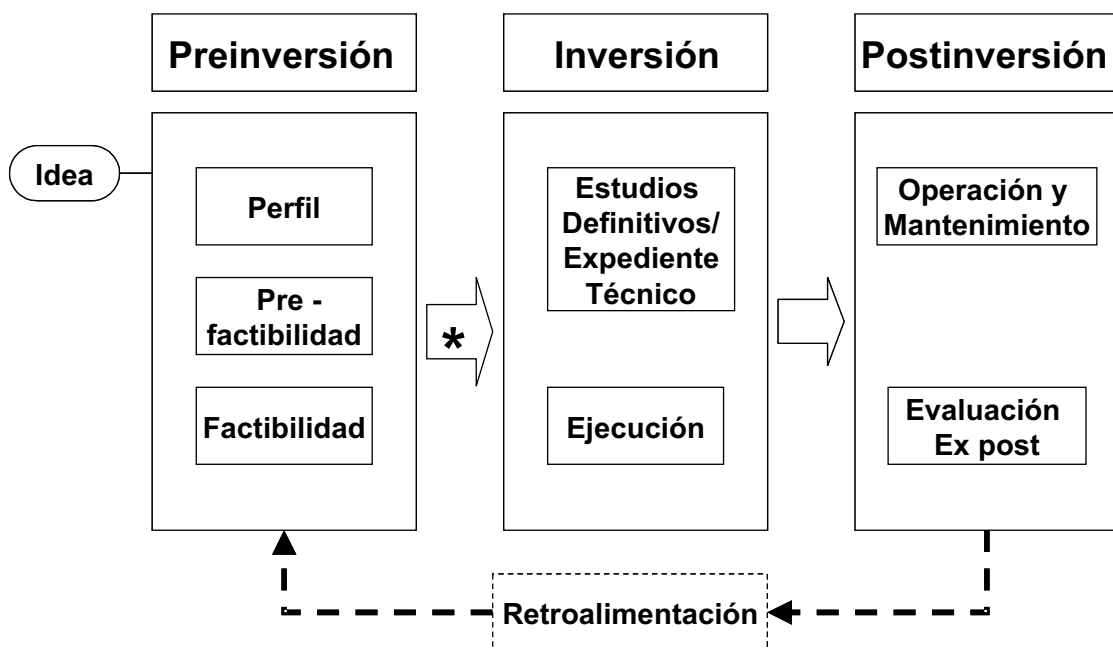 Preinversión
Inversión
Postinversión
Idea
Perfil
Pre -
factibilidad
Factibilidad
*
Estudios
Definitivos/
Expediente
Técnico
Ejecución
Operación y
Mantenimiento
Evaluación
Ex post
Retroalimentación